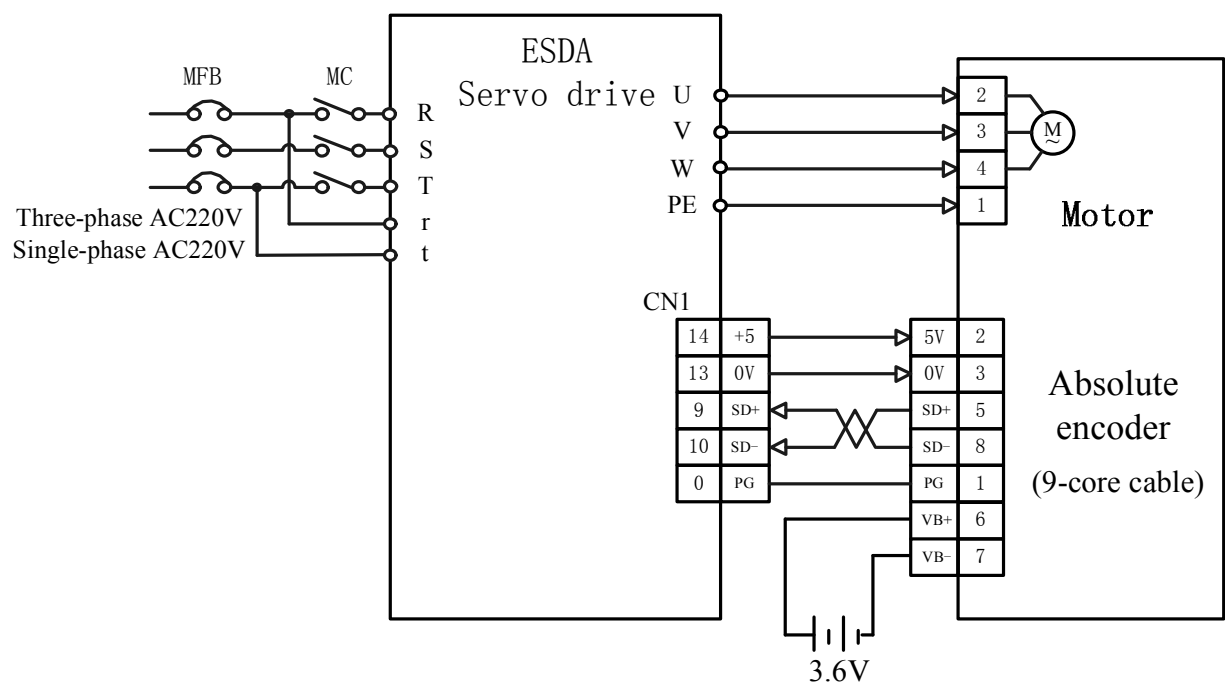 ESDA
Servo drive
MFB
MC
R
S
T
r
t
Three-phase AC220V
Single-phase AC220V
U
V
W
PE
2
3
4
1
M
~
Motor
CN1
14 +5
13 0V
9 SD+
10 SD-
0 PG
5V 2
0V 3
SD+ 5
SD- 8
PG 1
VB+ 6
VB- 7
Absolute
encoder
(9-core cable)
3.6V